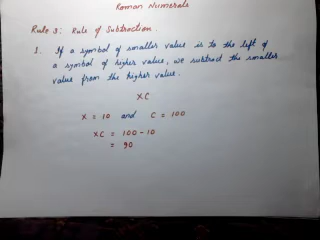 Roman Numerals
Rule 3: Rule of Subtraction.
1. If a symbol of smaller value is to the left of
a symbol of higher value, we subtract the smaller
value from the higher value.
XC
X = 10 and C = 100
XC = 100-10
= 90